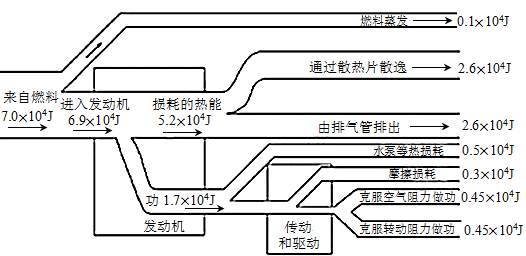 燃料蒸发 0.1×10⁴J
通过散热片散逸 2.6×10⁴J
来自燃料 进入发动机 损耗的热能
7.0×10⁴J 6.9×10⁴J 5.2×10⁴J
由排气管排出 2.6×10⁴J
水泵等热损耗 0.5×10⁴J
摩擦损耗 0.3×10⁴J
功 1.7×10⁴J 克服空气阻力做功 0.45×10⁴J
发动机 传动
和驱动 克服转动阻力做功 0.45×10⁴J